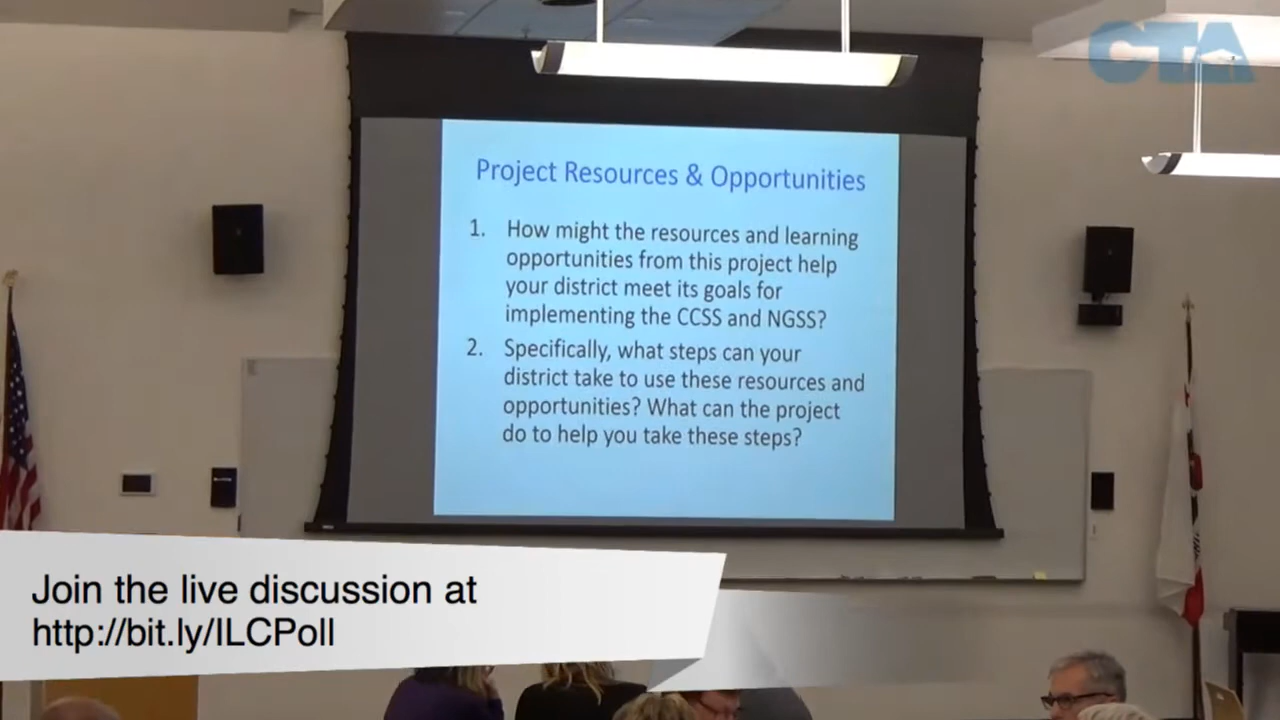 CTA
Project Resources & Opportunities
1. How might the resources and learning
opportunities from this project help
your district meet its goals for
implementing the CCSS and NGSS?
2. Specifically, what steps can your
district take to use these resources and
opportunities? What can the project
do to help you take these steps?
Join the live discussion at
http://bit.ly/ILCPoll